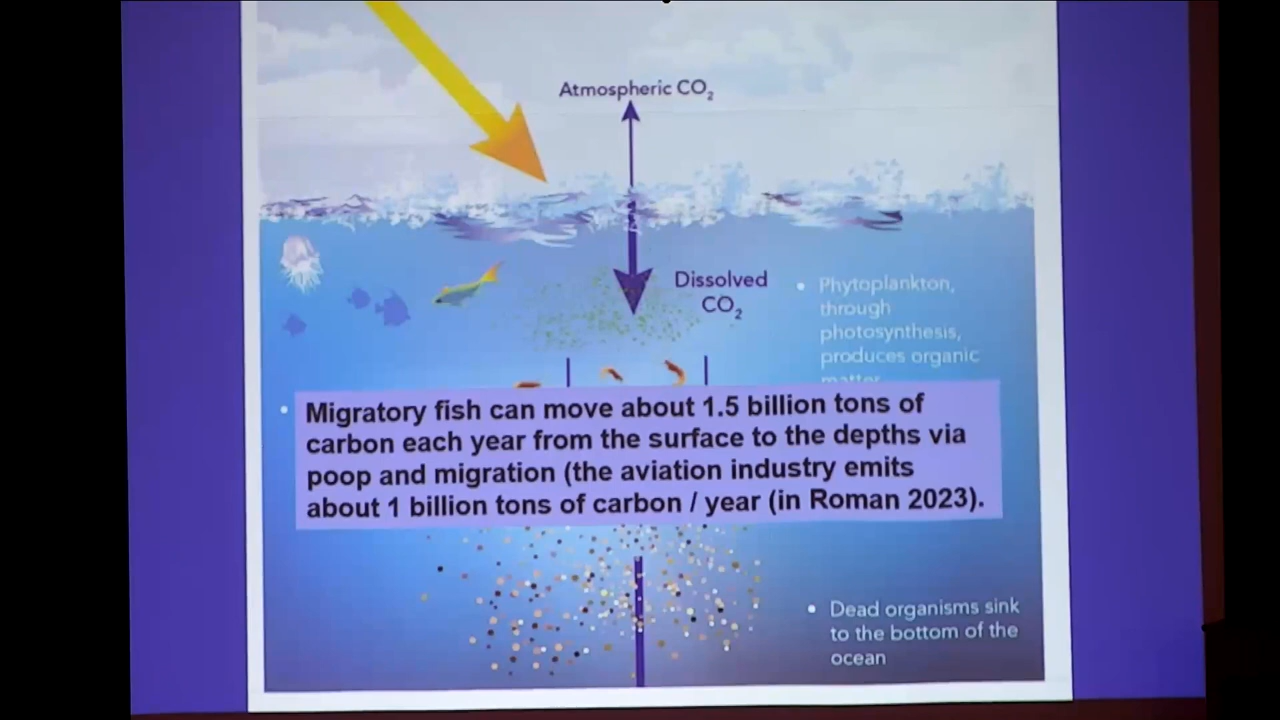 Atmospheric CO₂
Dissolved
CO₂
• Phytoplankton,
through
photosynthesis,
produces organic
matter
• Migratory fish can move about 1.5 billion tons of
carbon each year from the surface to the depths via
poop and migration (the aviation industry emits
about 1 billion tons of carbon / year (in Roman 2023).
• Dead organisms sink
to the bottom of the
ocean